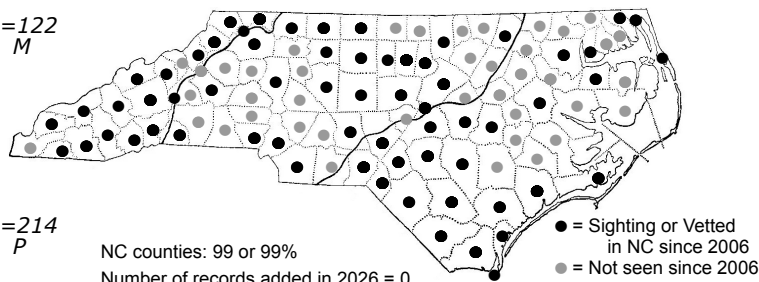 =122
M
=214
P
NC counties: 99 or 99%
Number of records added in 2026 = 0
= Sighting or Vetted
in NC since 2006
= Not seen since 2006